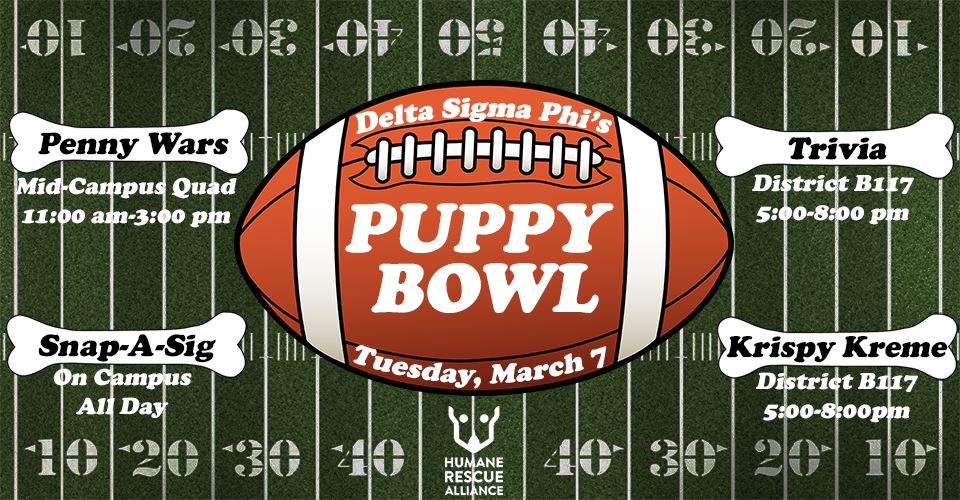 10 20 30 40 50 40 30 20 10
Delta Sigma Phi's
PUPPY
BOWL
Tuesday, March 7
Penny Wars
Mid-Campus Quad
11:00 am-3:00 pm
Snap-A-Sig
On Campus
All Day
Trivia
District B117
5:00-8:00 pm
Krispy Kreme
District B117
5:00-8:00pm
10 20 30 40 40 30 20 10
HUMANE
RESCUE
ALLIANCE